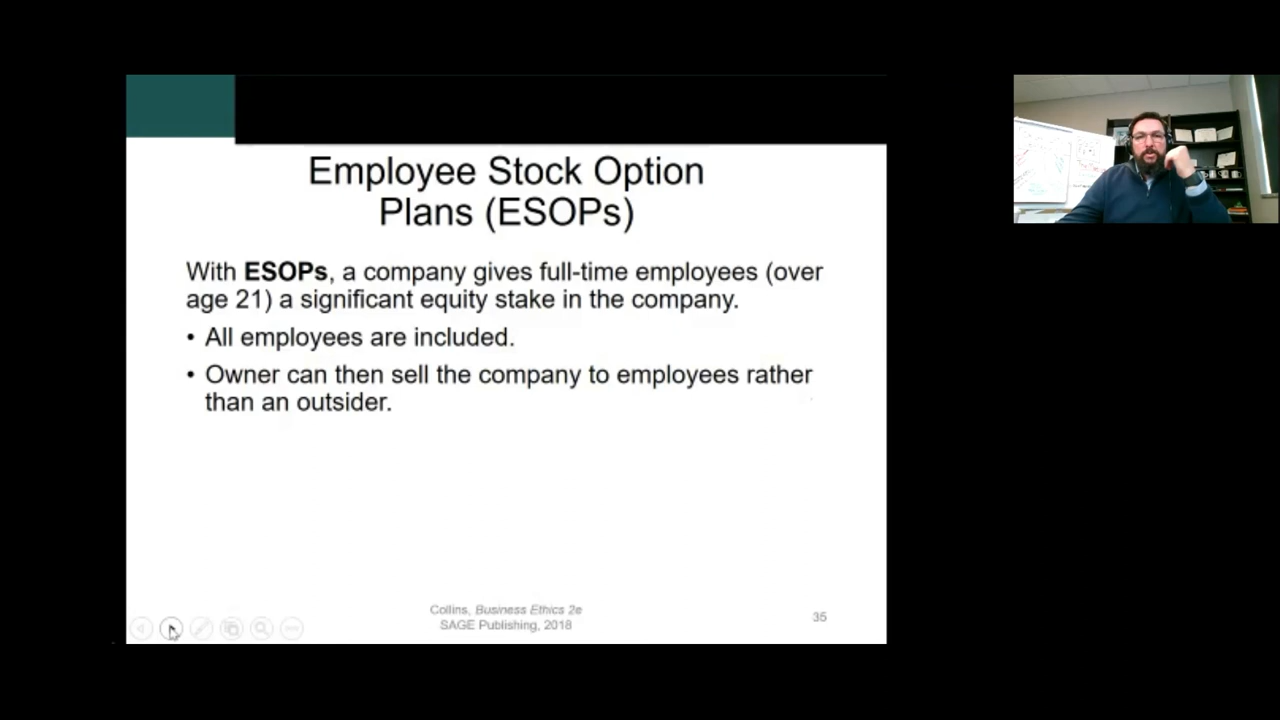 Employee Stock Option
Plans (ESOPs)
With ESOPs, a company gives full-time employees (over
age 21) a significant equity stake in the company.
• All employees are included.
• Owner can then sell the company to employees rather
than an outsider.
Collins, Business Ethics 2e
SAGE Publishing, 2018
35